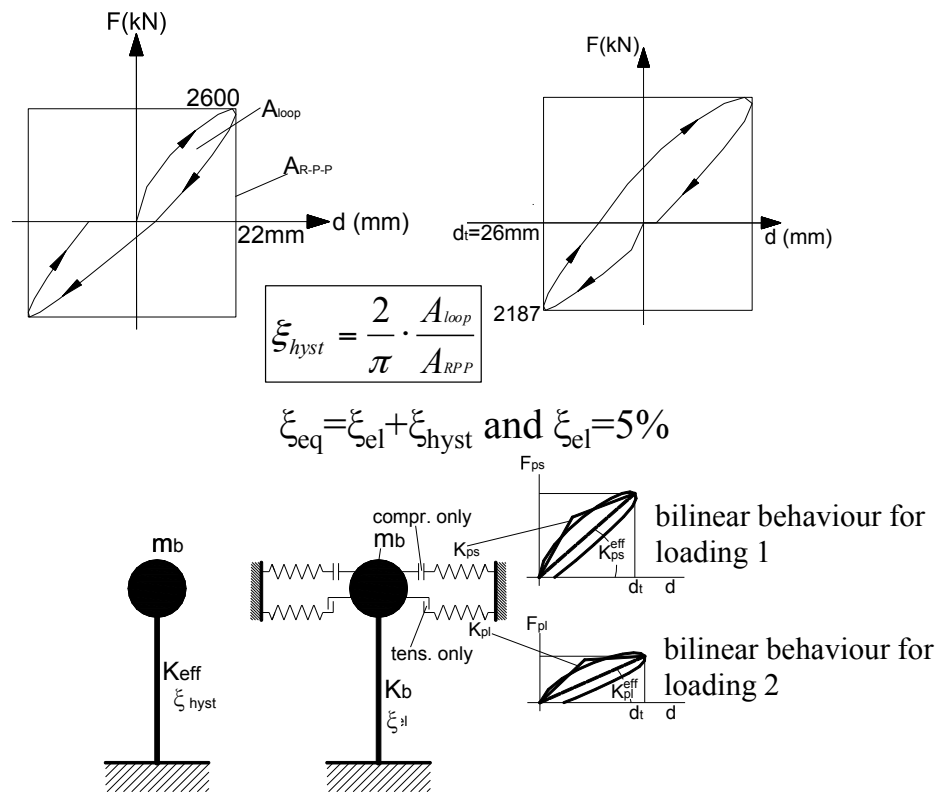 F(kN)
2600
A_loop
A_R-P-P
22mm
d (mm)
F(kN)
d_t=26mm
d (mm)
2187
ξ_hyst = 2/π · A_loop/A_RPP
ξ_eq=ξ_el+ξ_hyst and ξ_el=5%
m_b
K_eff
ξ_hyst
compr. only
m_b
tens. only
K_b
ξ_el
F_ps
K_ps
K_ps^eff
d_t
d
bilinear behaviour for
loading 1
F_pl
K_pl
K_pl^eff
d_t
d
bilinear behaviour for
loading 2